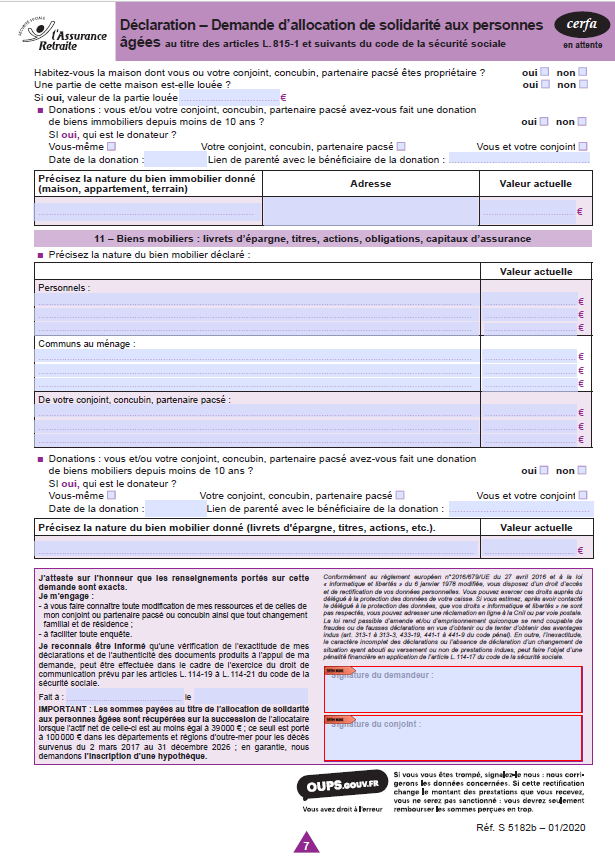 SÉCURITÉ SOCIALE
l'Assurance
Retraite
Déclaration – Demande d'allocation de solidarité aux personnes
âgées au titre des articles L.815-1 et suivants du code de la sécurité sociale
cerfa
en attente
Habitez-vous la maison dont vous ou votre conjoint, concubin, partenaire pacsé êtes propriétaire ? oui non
Une partie de cette maison est-elle louée ? oui non
Si oui, valeur de la partie louée €
Donations : vous et/ou votre conjoint, concubin, partenaire pacsé avez-vous fait une donation
de biens immobiliers depuis moins de 10 ans ? oui non
SI oui, qui est le donateur ?
Vous-même Votre conjoint, concubin, partenaire pacsé Vous et votre conjoint
Date de la donation : Lien de parenté avec le bénéficiaire de la donation :
Précisez la nature du bien immobilier donné
(maison, appartement, terrain) Adresse Valeur actuelle
€
11 – Biens mobiliers : livrets d'épargne, titres, actions, obligations, capitaux d'assurance
Précisez la nature du bien mobilier déclaré :
Valeur actuelle
Personnels :
€
€
€
Communs au ménage :
€
€
€
De votre conjoint, concubin, partenaire pacsé :
€
€
€
Donations : vous et/ou votre conjoint, concubin, partenaire pacsé avez-vous fait une donation
de biens mobiliers depuis moins de 10 ans ? oui non
SI oui, qui est le donateur ?
Vous-même Votre conjoint, concubin, partenaire pacsé Vous et votre conjoint
Date de la donation : Lien de parenté avec le bénéficiaire de la donation :
Précisez la nature du bien mobilier donné (livrets d'épargne, titres, actions, etc.). Valeur actuelle
€
J'atteste sur l'honneur que les renseignements portés sur cette
demande sont exacts.
Je m'engage :
- à vous faire connaître toute modification de mes ressources et de celles de
mon conjoint ou partenaire pacsé ou concubin ainsi que tout changement
familial et de résidence ;
- à faciliter toute enquête.
Je reconnais être informé qu'une vérification de l'exactitude de mes
déclarations et de l'authenticité des documents produits à l'appui de ma
demande, peut être effectuée dans le cadre de l'exercice du droit de
communication prévu par les articles L.114-19 à L.114-21 du code de la
sécurité sociale.
Fait à : le
IMPORTANT : Les sommes payées au titre de l'allocation de solidarité
aux personnes âgées sont récupérées sur la succession de l'allocataire
lorsque l'actif net de celle-ci est au moins égal à 39 000 € ; ce seuil est porté
à 100 000 € dans les départements et régions d'outre-mer pour les décès
survenus du 2 mars 2017 au 31 décembre 2026 ; en garantie, nous
demandons l'inscription d'une hypothèque.
Conformément au règlement européen n°2016/679/UE du 27 avril 2016 et à la loi
« informatique et libertés » du 6 janvier 1978 modifiée, vous disposez d'un droit d'accès
et de rectification de vos données personnelles. Vous pouvez exercer ces droits auprès du
délégué à la protection des données de votre caisse. Si vous estimez, après avoir contacté
le délégué à la protection des données, que vos droits « informatique et libertés » ne sont
pas respectés, vous pouvez adresser une réclamation en ligne à la Cnil ou par voie postale.
La loi rend passible d'amende et/ou d'emprisonnement quiconque se rend coupable de
fraudes ou de fausses déclarations en vue d'obtenir ou de tenter d'obtenir des avantages
indus (art. 313-1 à 313-3, 433-19, 441-1 à 441-9 du code pénal). En outre, l'inexactitude,
le caractère incomplet des déclarations ou l'absence de déclaration d'un changement de
situation ayant abouti au versement ou non de prestations indues, peut faire l'objet d'une
pénalité financière en application de l'article L.114-17 du code de la sécurité sociale.
Signature du demandeur :
Signature du conjoint :
OUPS.GOUV.FR
Vous avez droit à l'erreur
Si vous vous êtes trompé, signalez-le nous : nous corri-
gerons les données concernées. Si cette rectification
change le montant des prestations que vous recevez,
vous ne serez pas sanctionné : vous devrez seulement
rembourser les sommes perçues en trop.
Réf. S 5182b – 01/2020
7